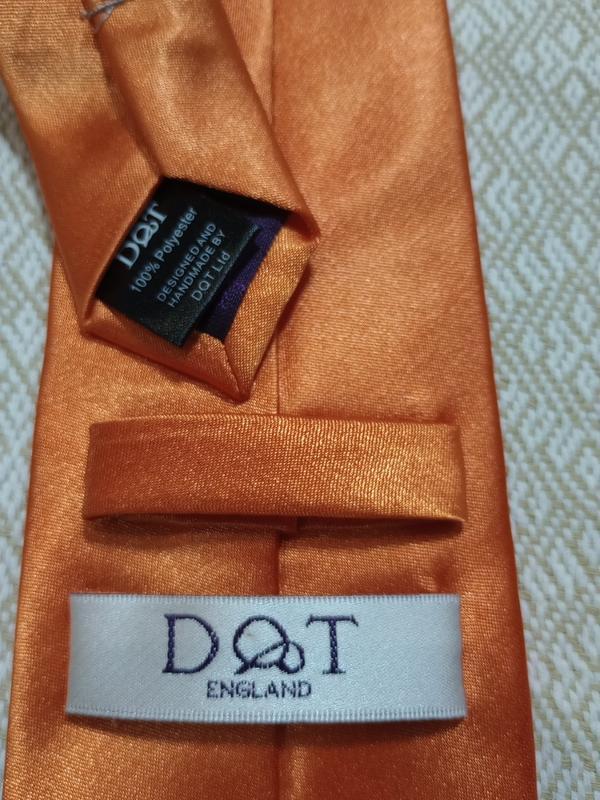 DQT
100% Polyester
DESIGNED AND
HANDMADE BY
DQT Ltd
DQT
ENGLAND